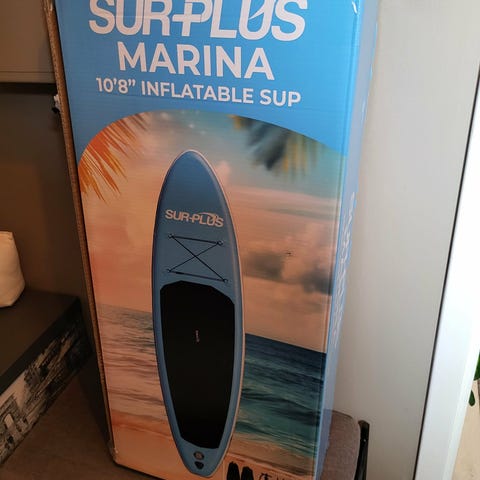 SURPLUS
MARINA
10'8" INFLATABLE SUP
SURPLUS